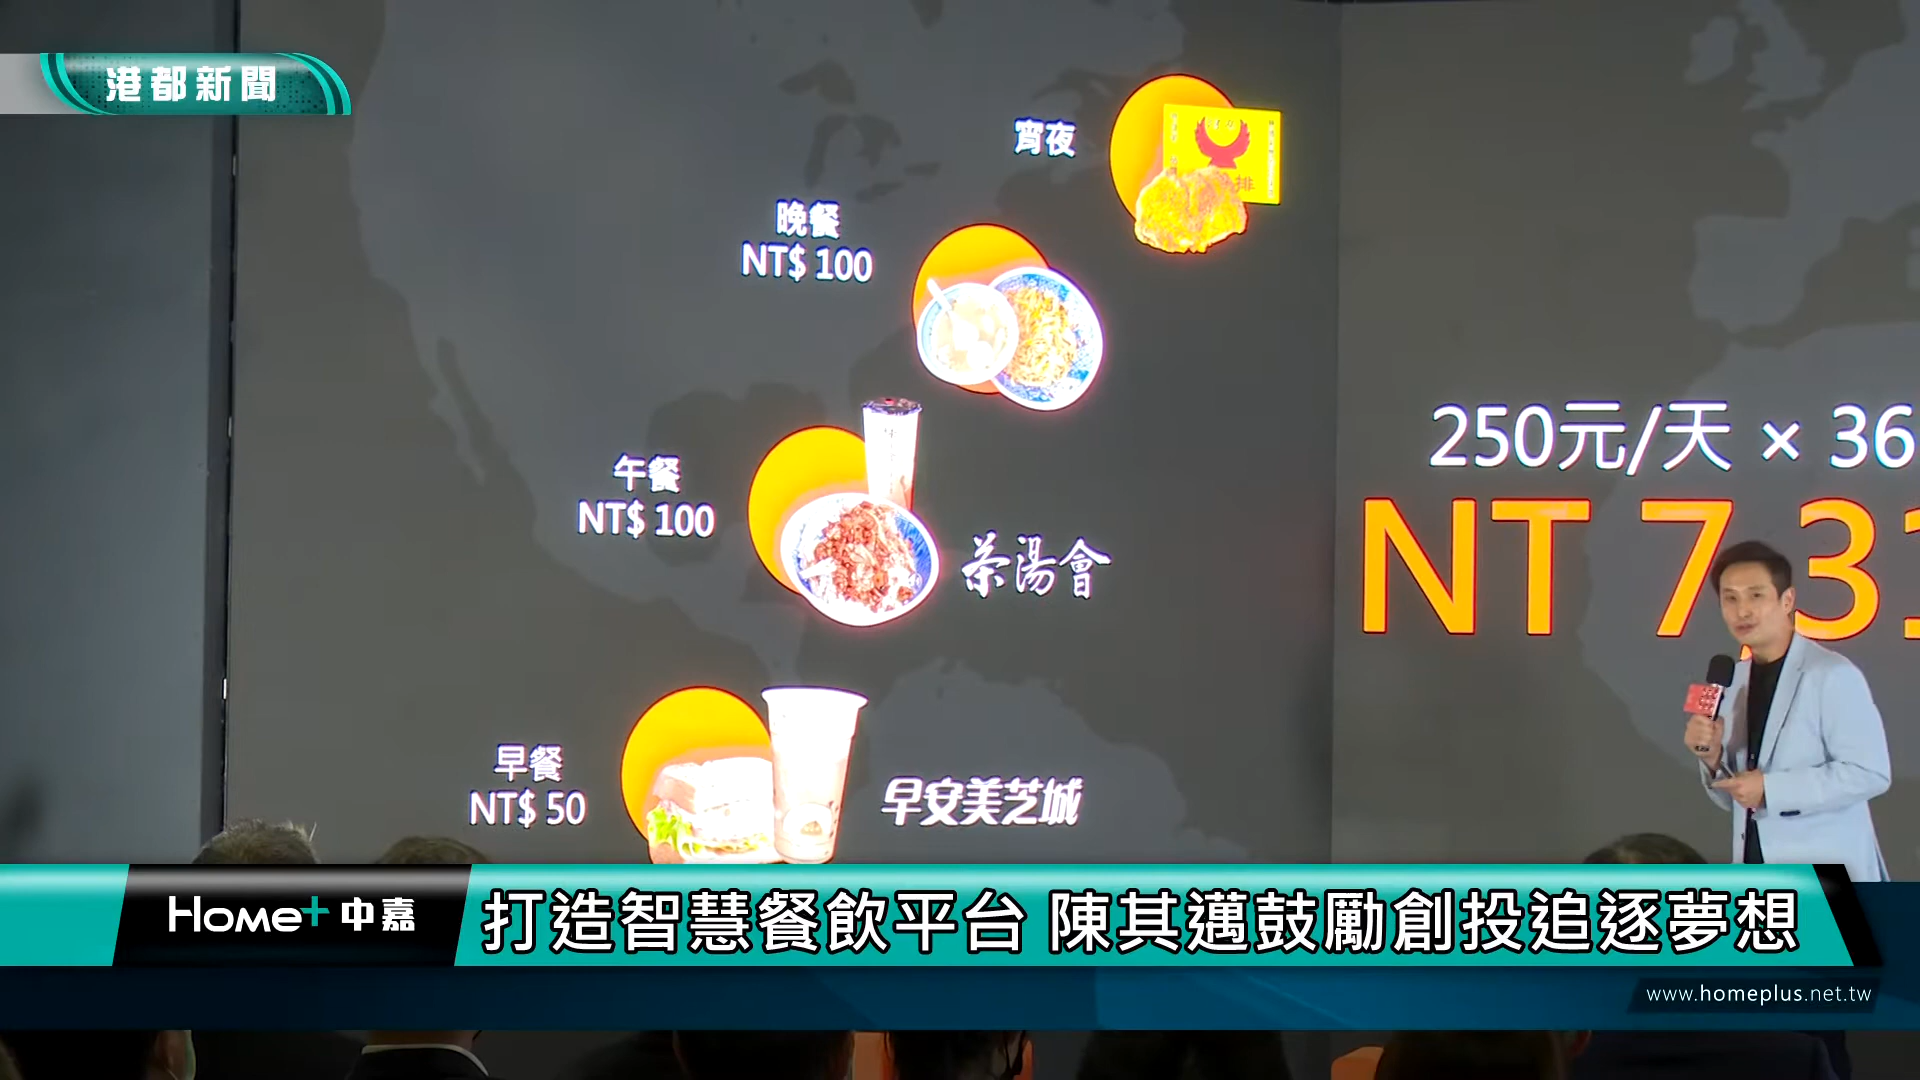 港都新聞
宵夜
排
晚餐
NT$ 100
250元/天 × 36
午餐
NT$ 100
NT 7,31
茶湯會
早餐
NT$ 50
早安美芝城
Home+ 中嘉
打造智慧餐飲平台 陳其邁鼓勵創投追逐夢想
www.homeplus.net.tw